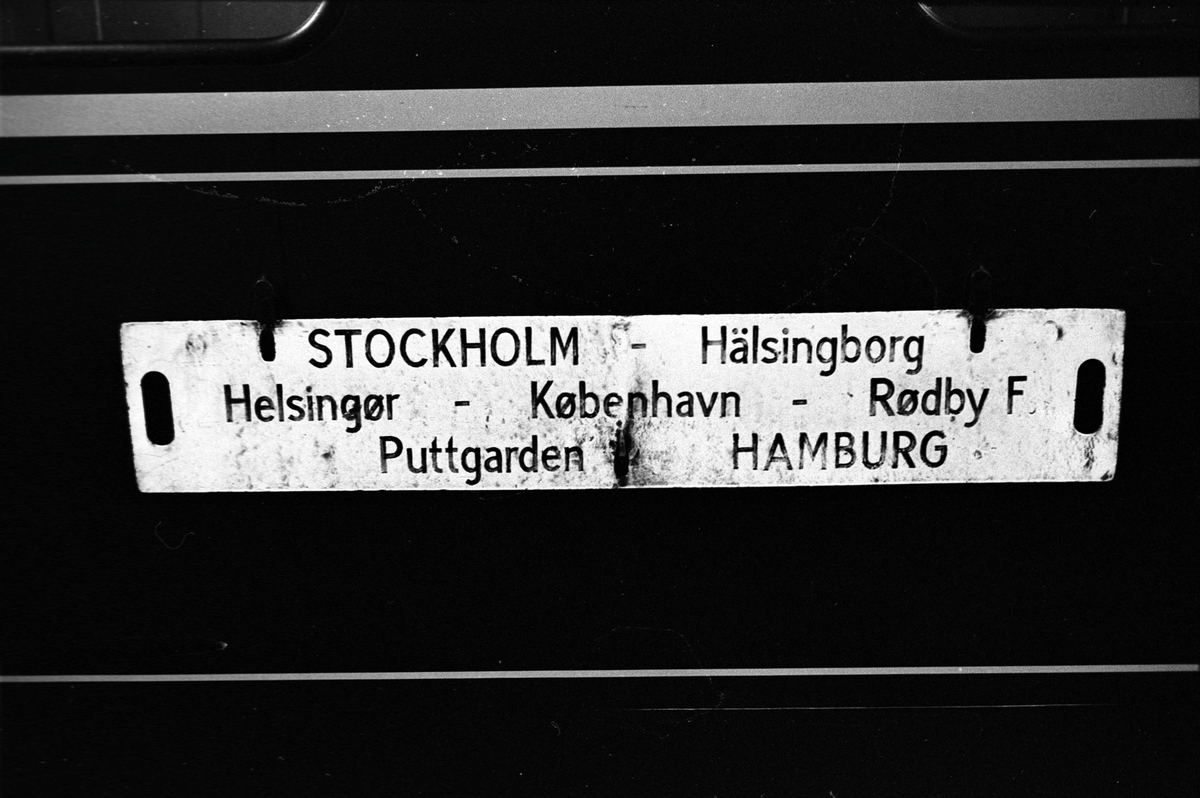 STOCKHOLM - Hälsingborg
Helsingør - København - Rødby F.
Puttgarden - HAMBURG